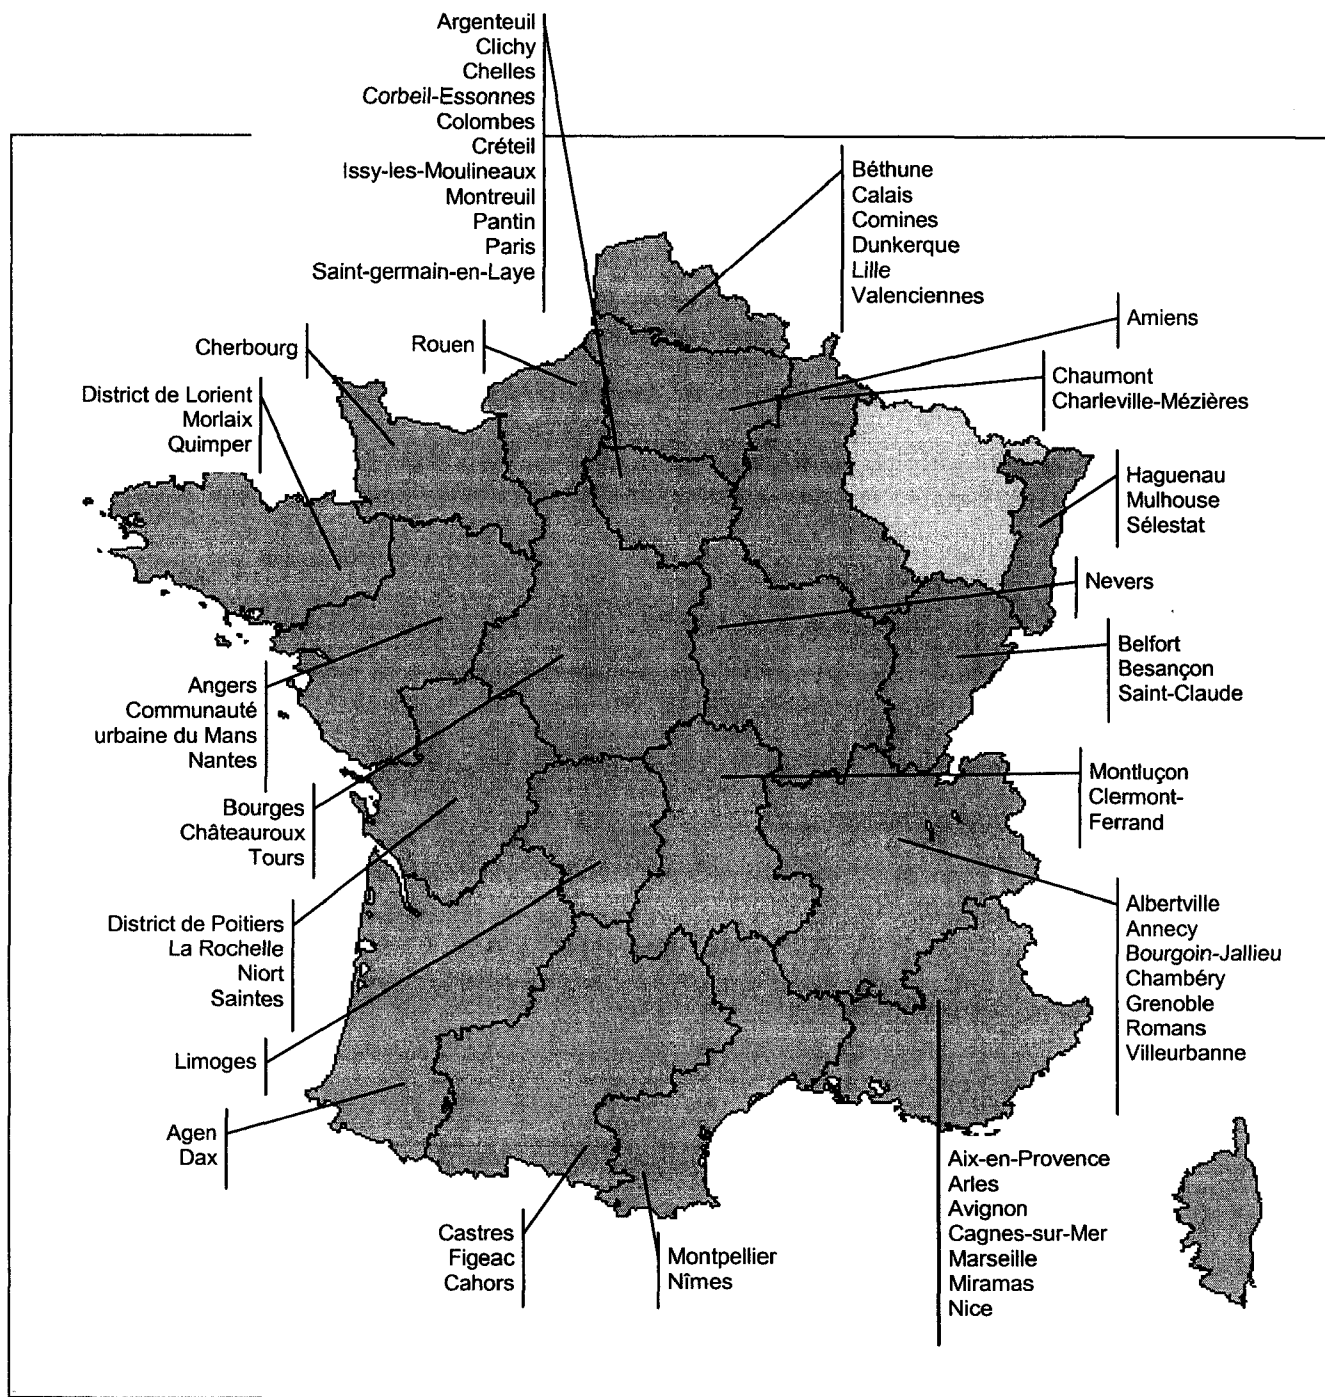 Argenteuil
Clichy
Chelles
Corbeil-Essonnes
Colombes
Créteil
Issy-les-Moulineaux
Montreuil
Pantin
Paris
Saint-germain-en-Laye
Béthune
Calais
Comines
Dunkerque
Lille
Valenciennes
Amiens
Rouen
Cherbourg
Chaumont
Charleville-Mézières
District de Lorient
Morlaix
Quimper
Haguenau
Mulhouse
Sélestat
Nevers
Belfort
Besançon
Saint-Claude
Angers
Communauté
urbaine du Mans
Nantes
Montluçon
Clermont-
Ferrand
Bourges
Châteauroux
Tours
Albertville
Annecy
Bourgoin-Jallieu
Chambéry
Grenoble
Romans
Villeurbanne
District de Poitiers
La Rochelle
Niort
Saintes
Limoges
Agen
Dax
Aix-en-Provence
Arles
Avignon
Cagnes-sur-Mer
Marseille
Miramas
Nice
Castres
Figeac
Cahors
Montpellier
Nîmes